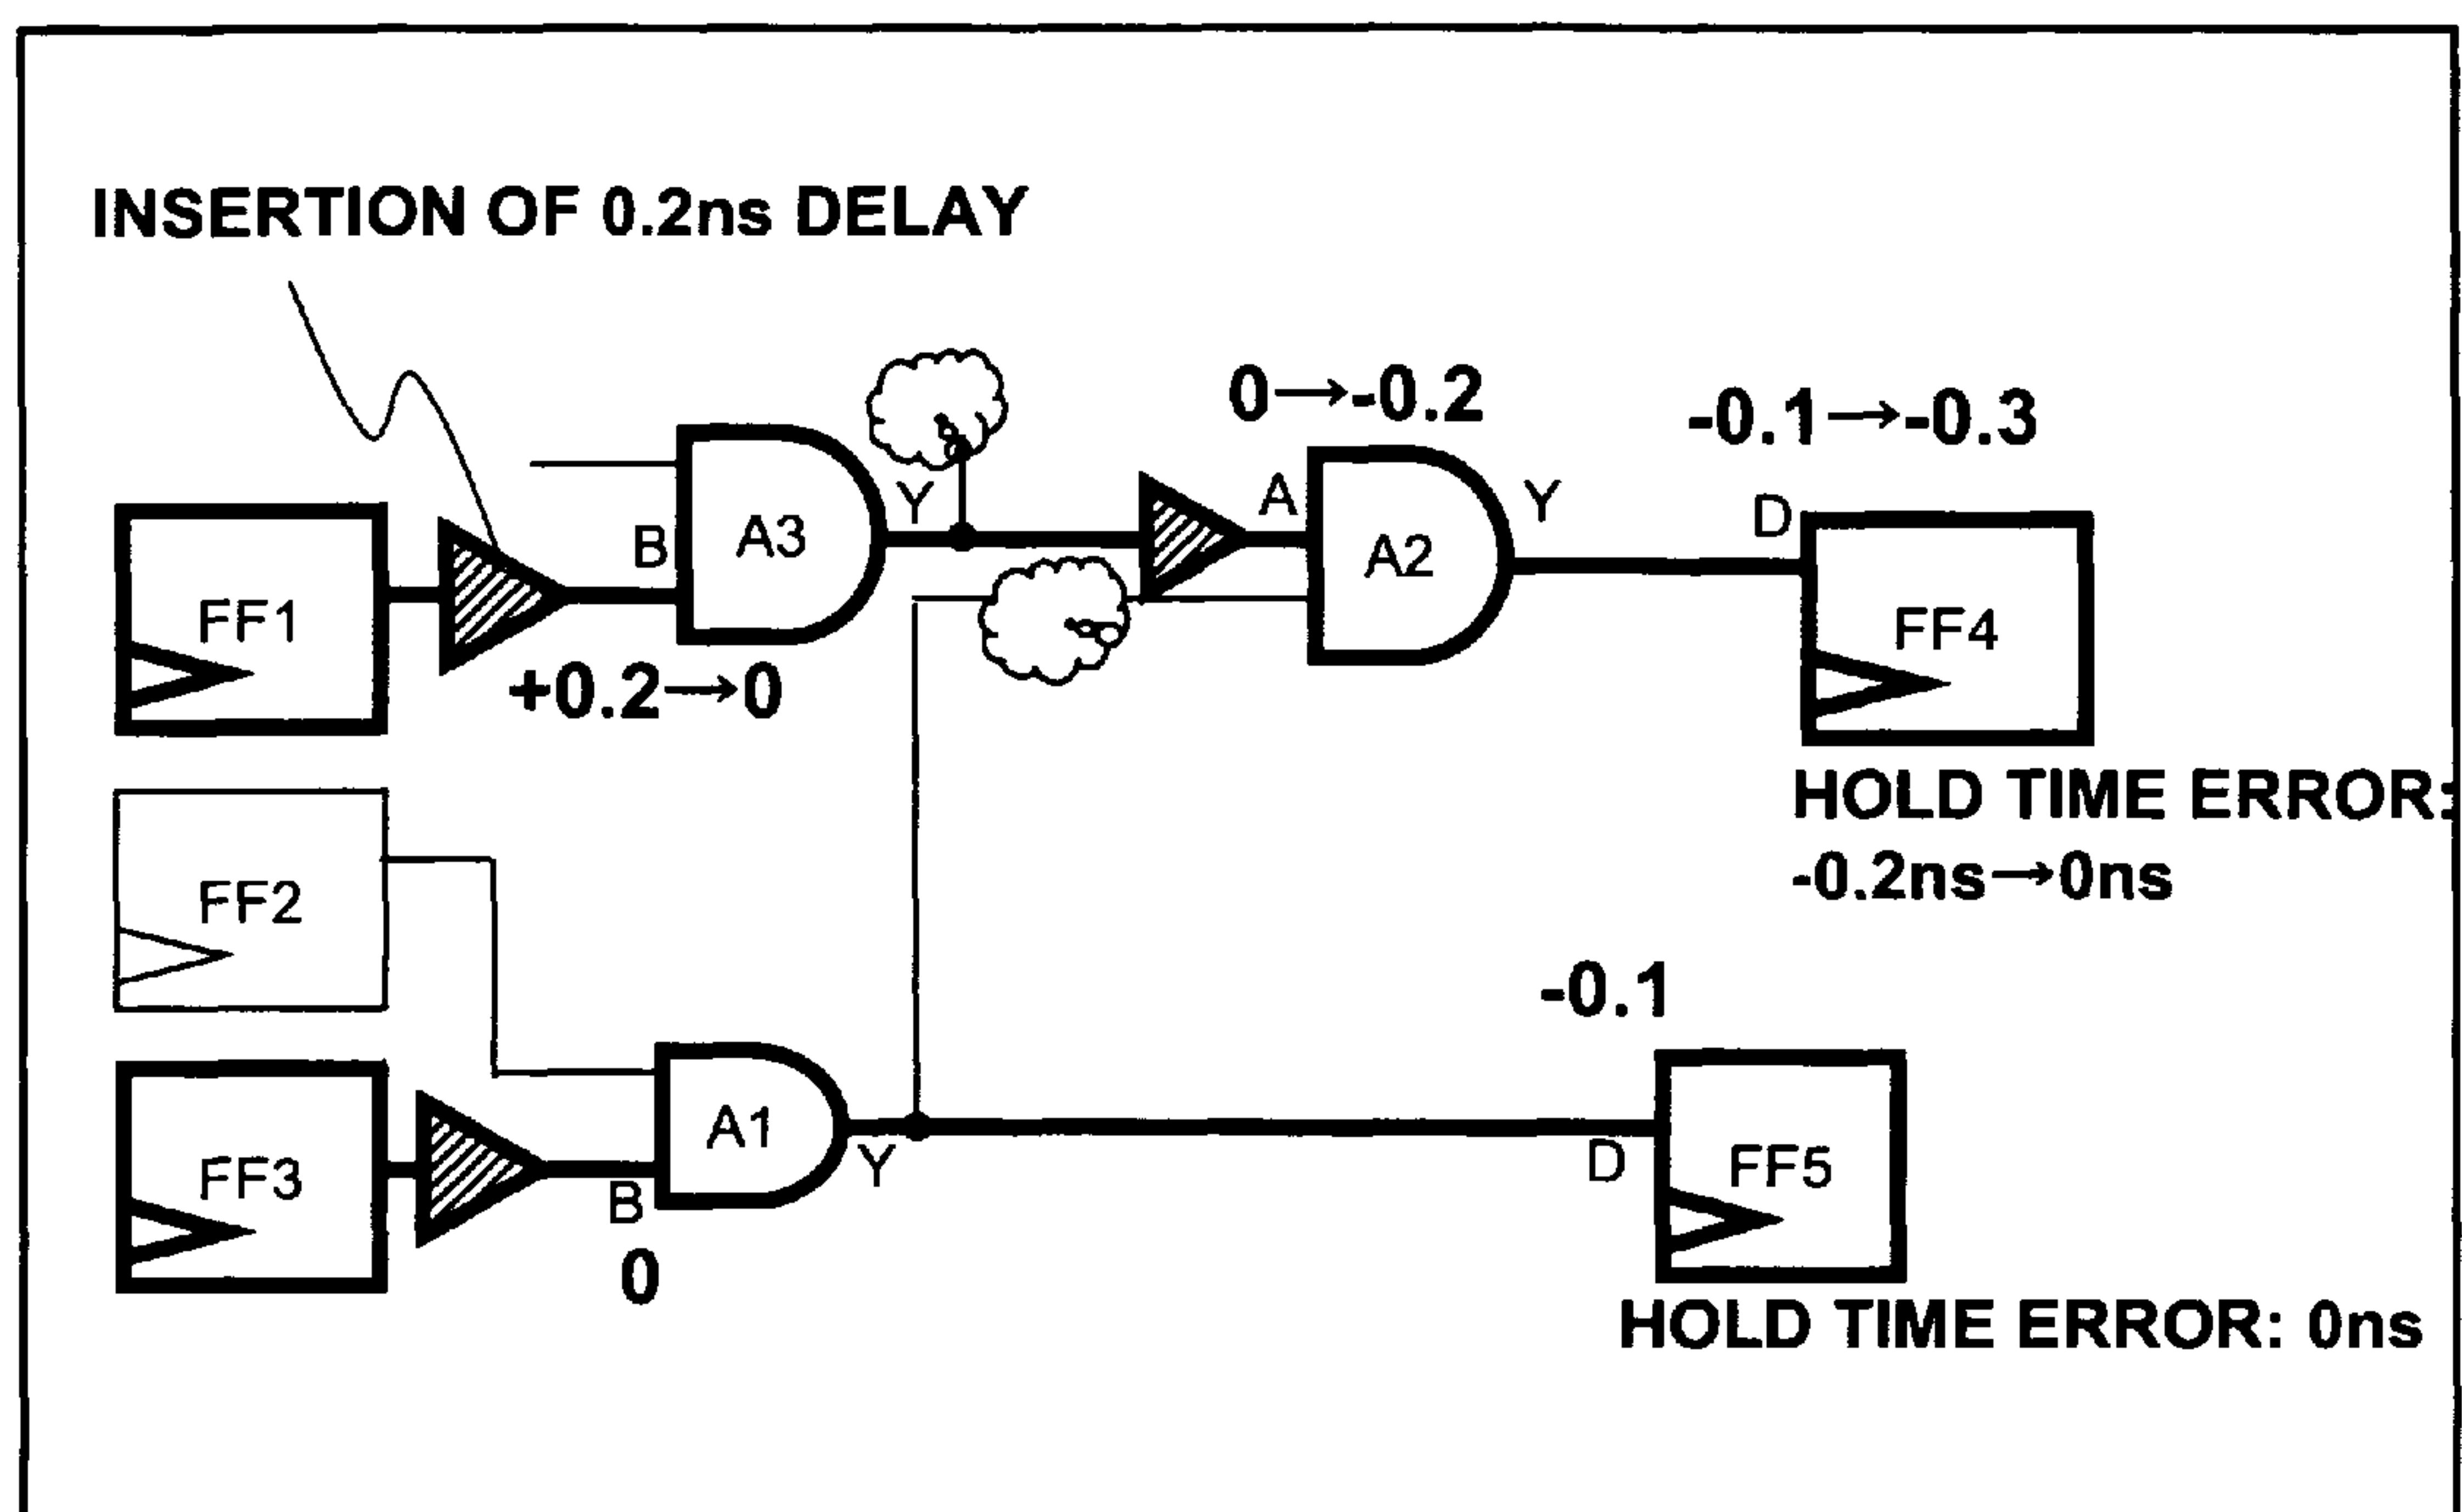 INSERTION OF 0.2ns DELAY
0→-0.2
-0.1→-0.3
Y
A
Y
D
B
A3
A2
FF1
FF4
+0.2→0
HOLD TIME ERROR:
-0.2ns→0ns
FF2
-0.1
A1
Y
D
FF5
FF3
B
0
HOLD TIME ERROR: 0ns